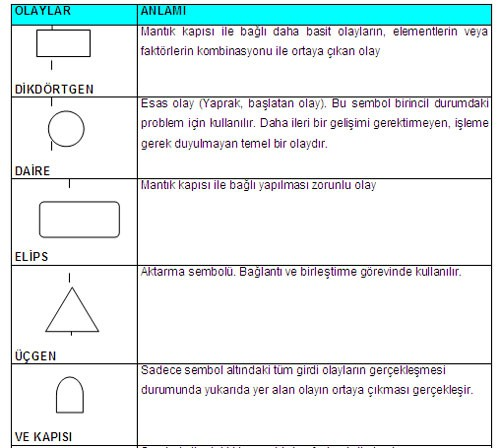 OLAYLAR
ANLAMI
DİKDÖRTGEN
Mantık kapısı ile bağlı daha basit olayların, elementlerin veya
faktörlerin kombinasyonu ile ortaya çıkan olay
DAİRE
Esas olay (Yaprak, başlatan olay). Bu sembol birincil durumdaki
problem için kullanılır. Daha ileri bir gelişimi gerektirmeyen, işleme
gerek duyulmayan temel bir olaydır.
ELİPS
Mantık kapısı ile bağlı yapılması zorunlu olay
ÜÇGEN
Aktarma sembolü. Bağlantı ve birleştirme görevinde kullanılır.
VE KAPISI
Sadece sembol altındaki tüm girdi olayların gerçekleşmesi
durumunda yukarıda yer alan olayın ortaya çıkması gerçekleşir.